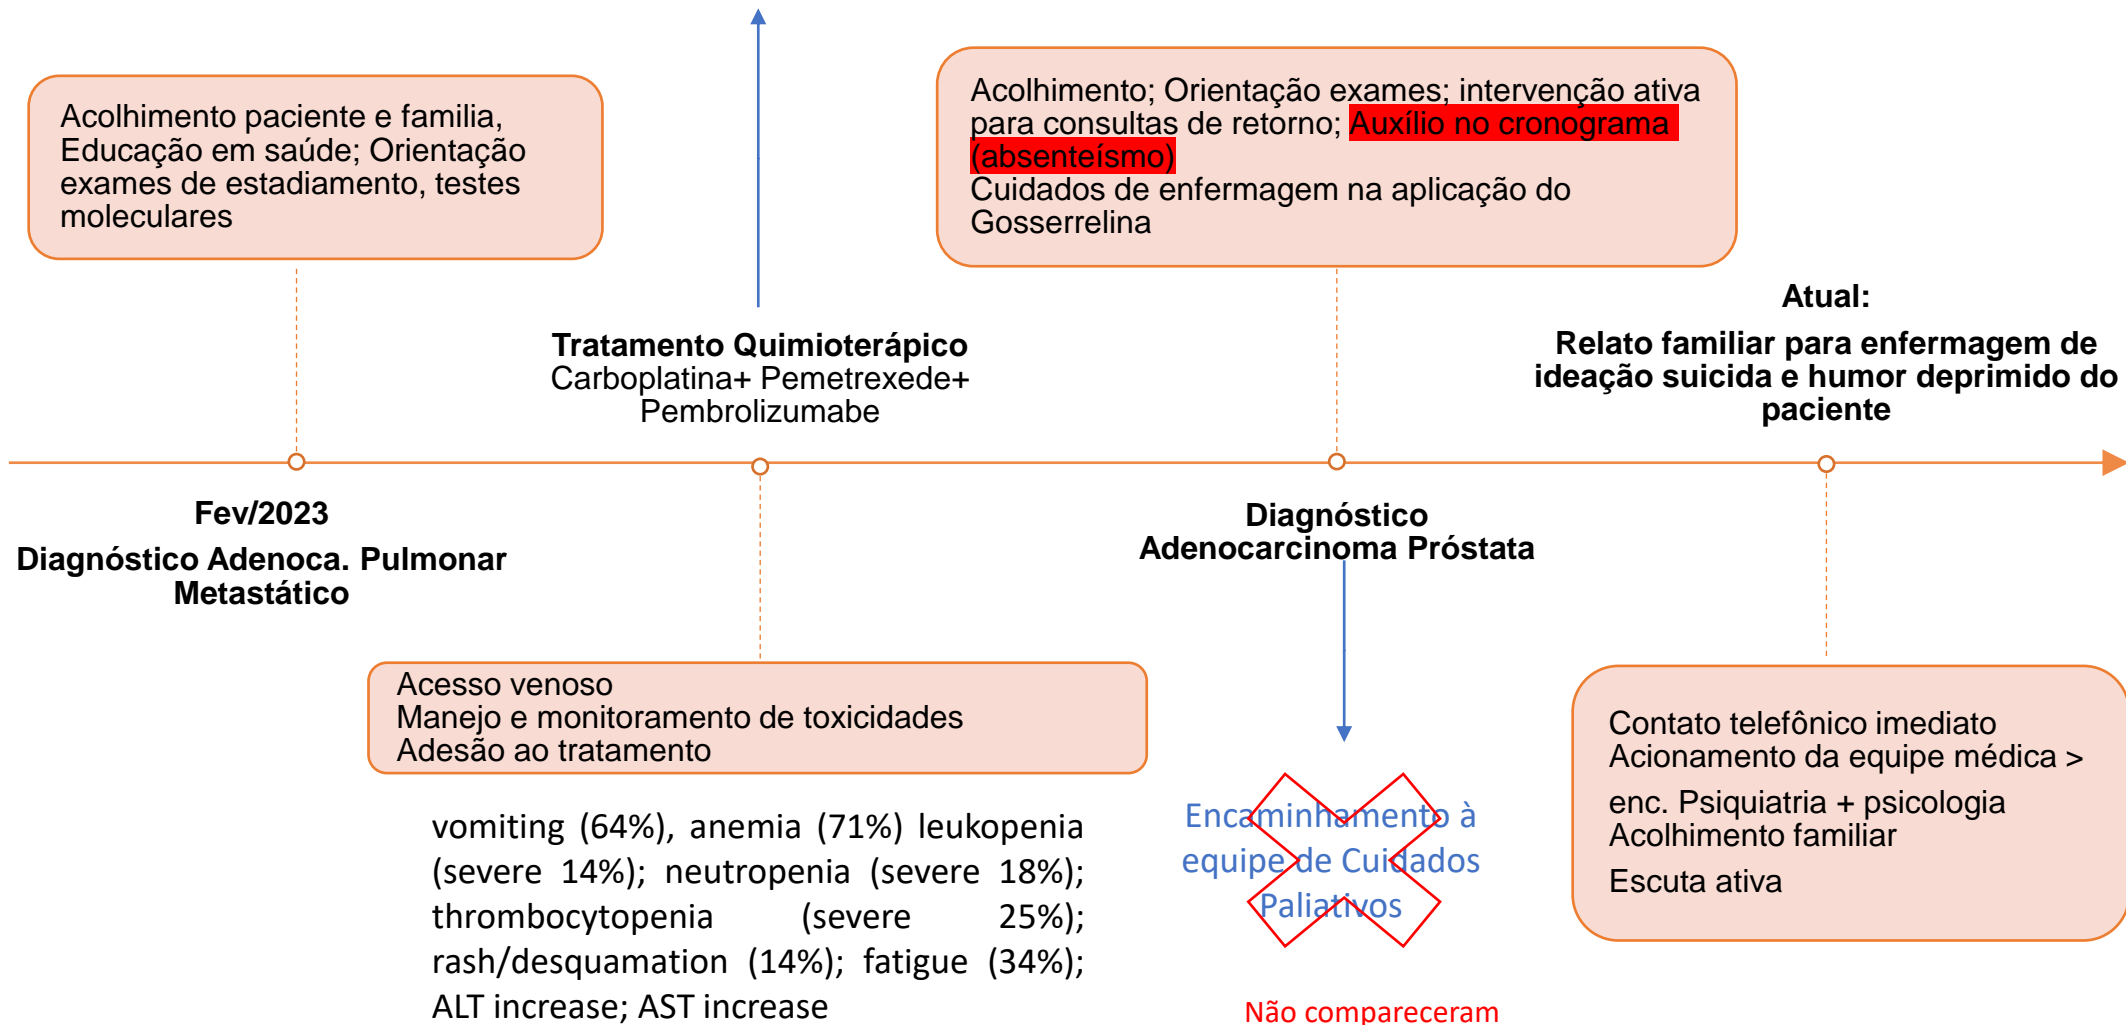 Acolhimento paciente e familia,
Educação em saúde; Orientação
exames de estadiamento, testes
moleculares
Acolhimento; Orientação exames; intervenção ativa
para consultas de retorno; Auxílio no cronograma
(absenteísmo)
Cuidados de enfermagem na aplicação do
Gosserrelina
Tratamento Quimioterápico
Carboplatina+ Pemetrexede+
Pembrolizumabe
Atual:
Relato familiar para enfermagem de
ideação suicida e humor deprimido do
paciente
Fev/2023
Diagnóstico Adenoca. Pulmonar
Metastático
Diagnóstico
Adenocarcinoma Próstata
Acesso venoso
Manejo e monitoramento de toxicidades
Adesão ao tratamento
vomiting (64%), anemia (71%) leukopenia
(severe 14%); neutropenia (severe 18%);
thrombocytopenia (severe 25%);
rash/desquamation (14%); fatigue (34%);
ALT increase; AST increase
Encaminhamento à
equipe de Cuidados
Paliativos
Não compareceram
Contato telefônico imediato
Acionamento da equipe médica >
enc. Psiquiatria + psicologia
Acolhimento familiar
Escuta ativa